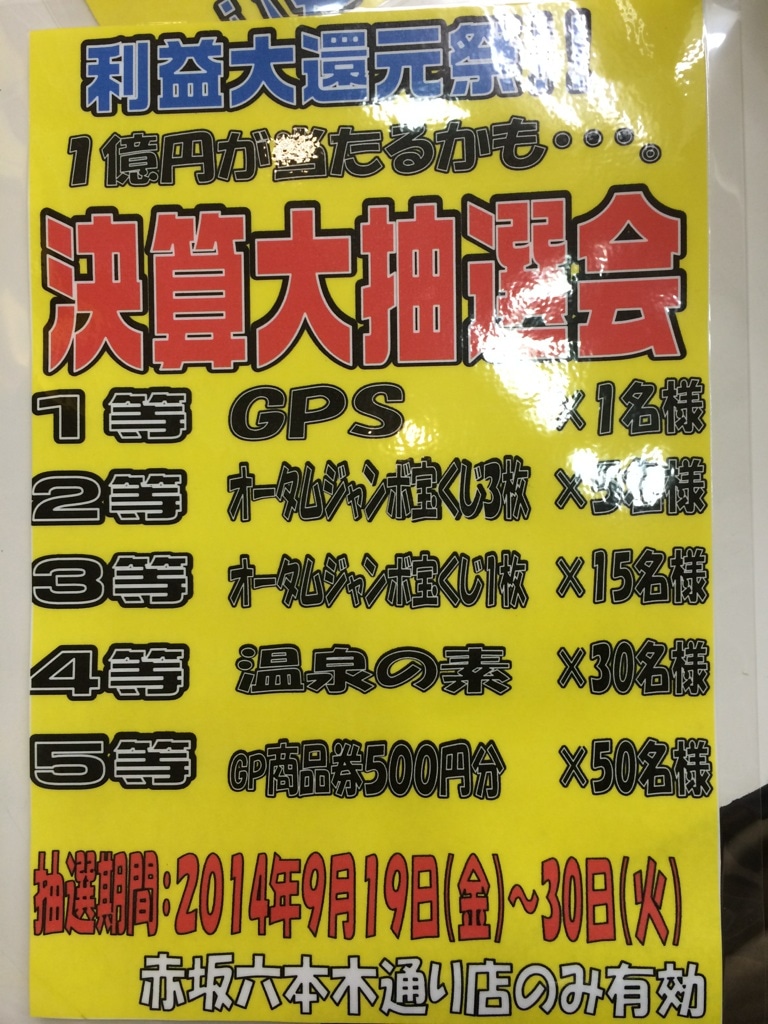 利益大還元祭!!
1億円が当たるかも・・・。
決算大抽選会
1等 GPS ×1名様
2等 オータムジャンボ宝くじ3枚 ×5名様
3等 オータムジャンボ宝くじ1枚 ×15名様
4等 温泉の素 ×30名様
5等 GP商品券500円分 ×50名様
抽選期間：2014年9月19日(金)～30日(火)
赤坂六本木通り店のみ有効